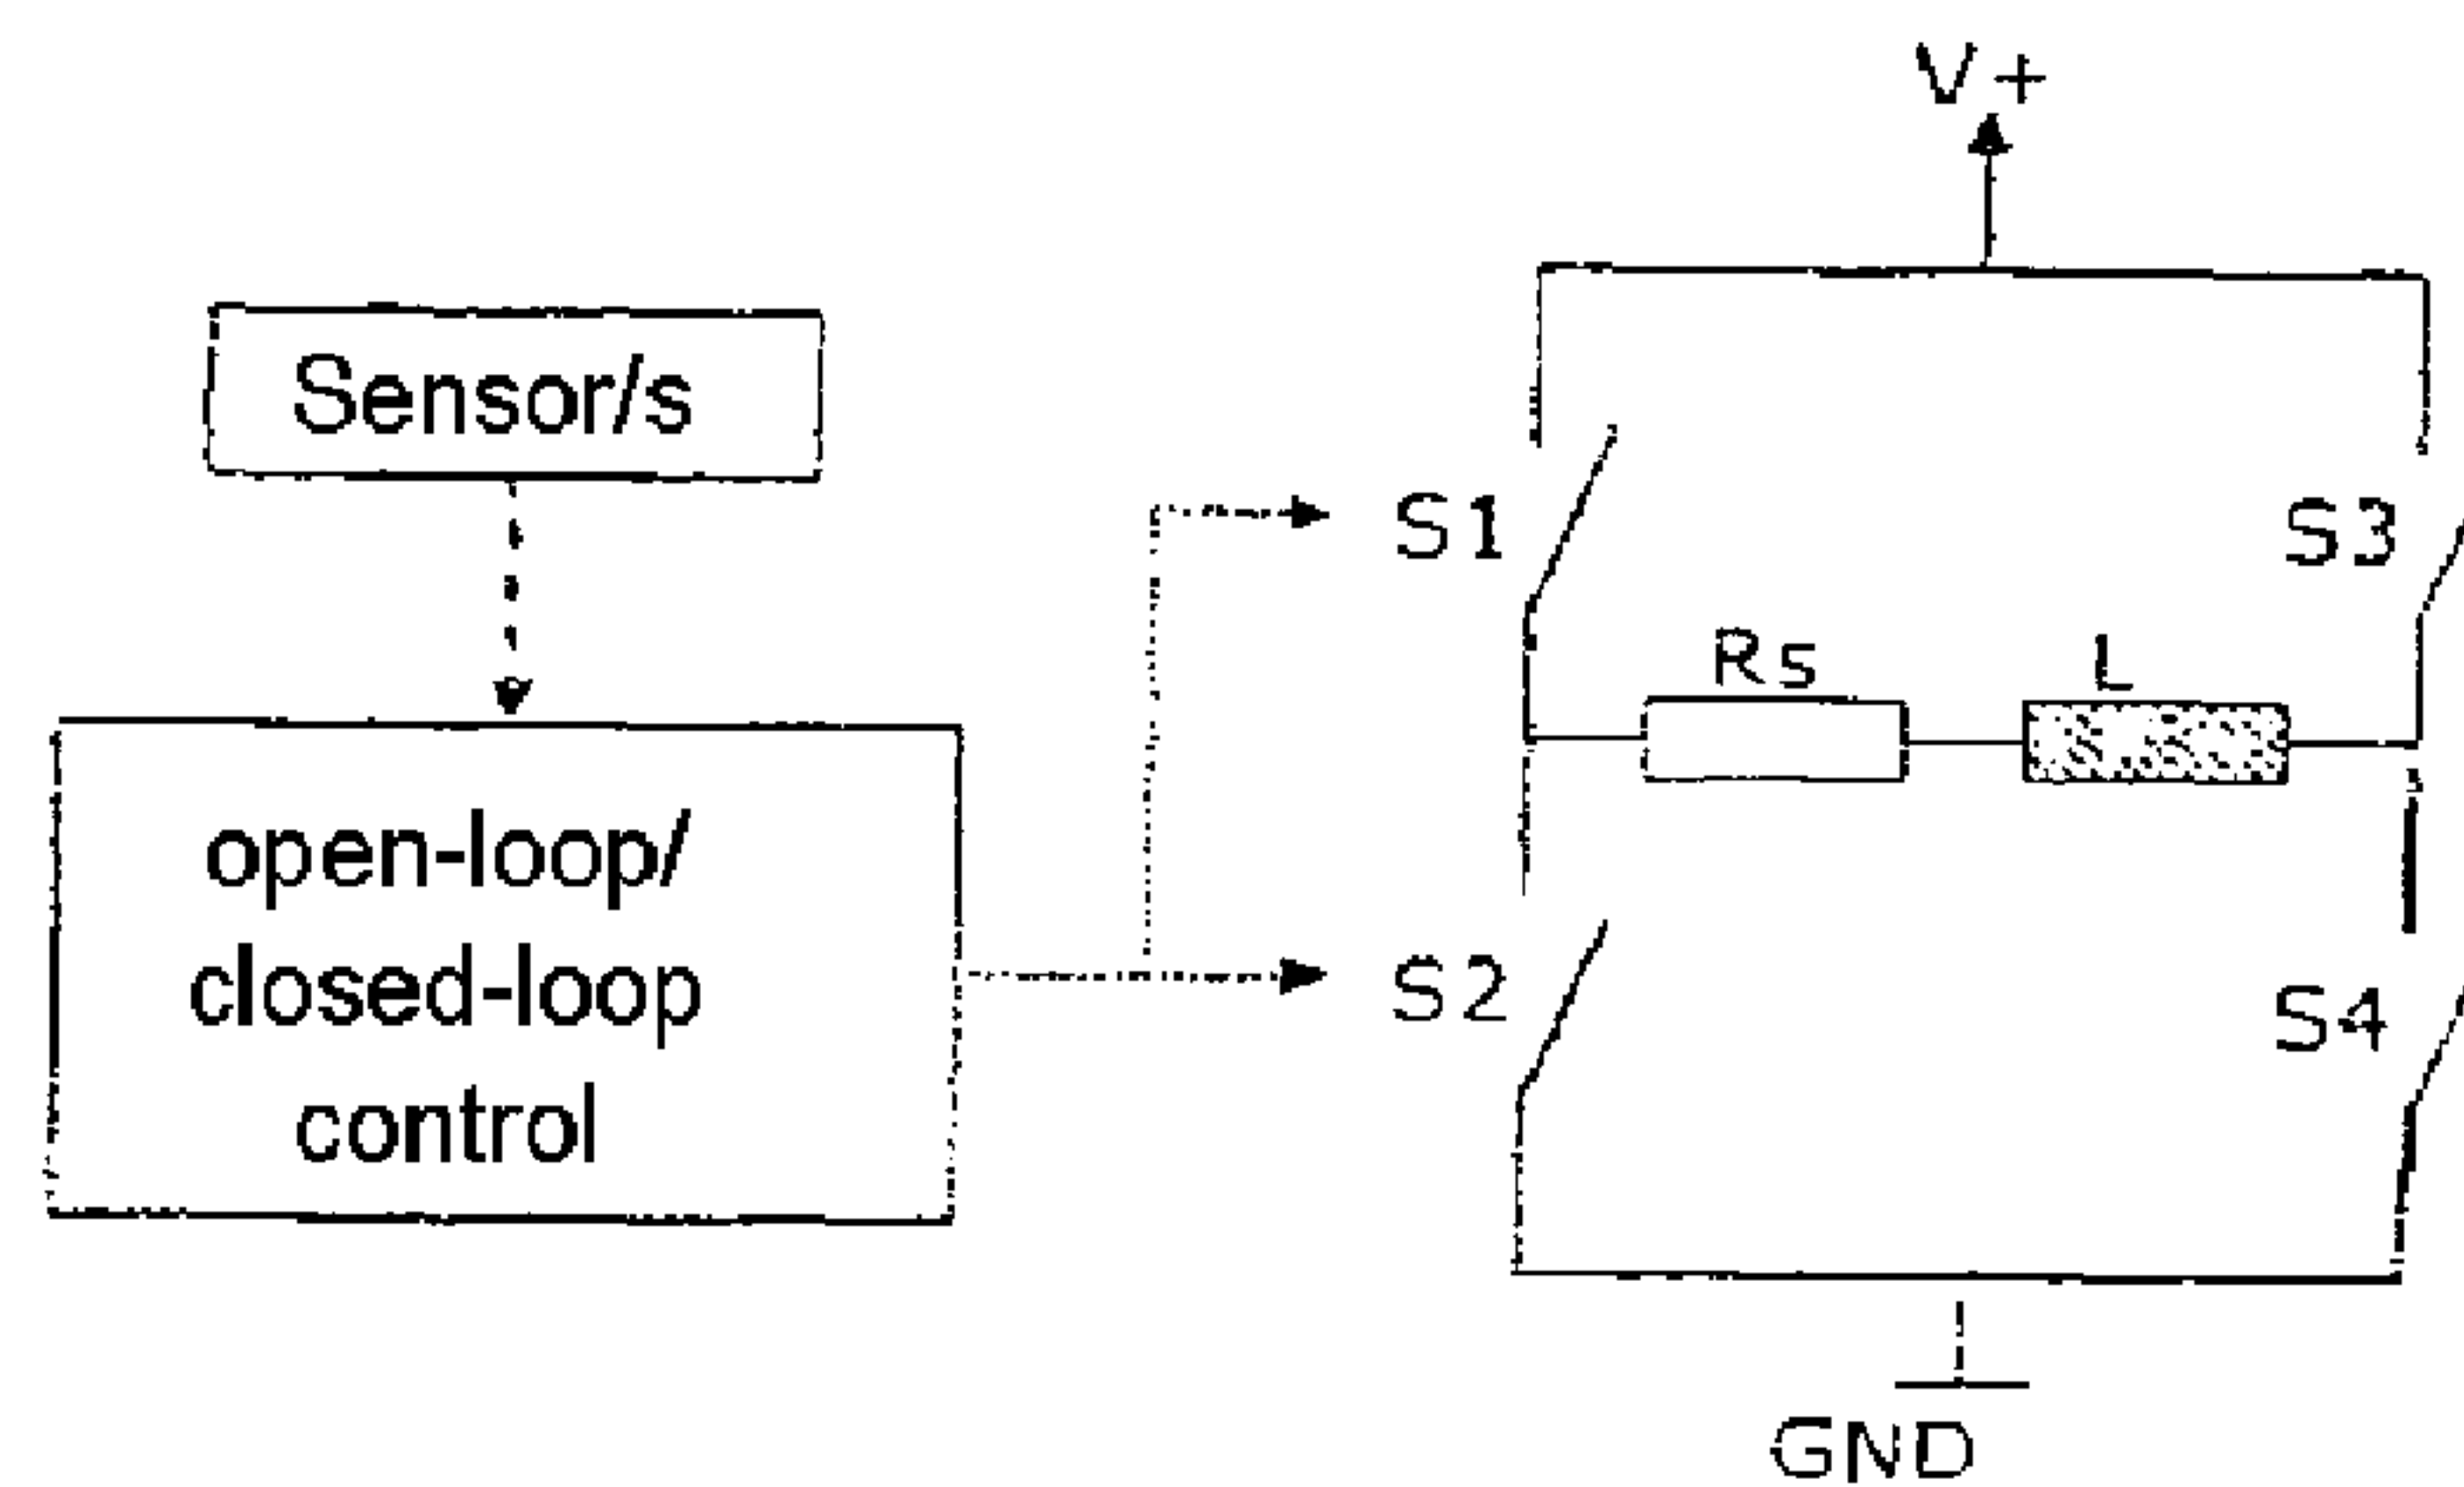 V+
Sensor/s
S1
S3
Rs
L
open-loop/
closed-loop
control
S2
S4
GND